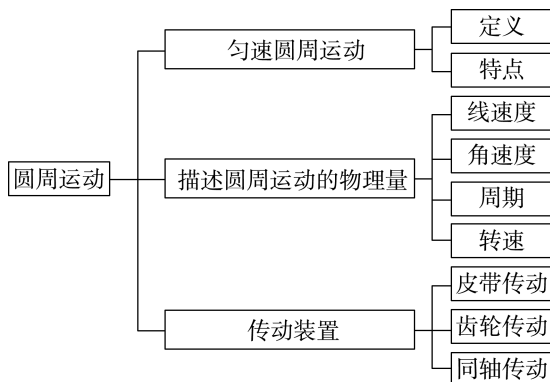 圆周运动
匀速圆周运动
定义
特点
描述圆周运动的物理量
线速度
角速度
周期
转速
传动装置
皮带传动
齿轮传动
同轴传动